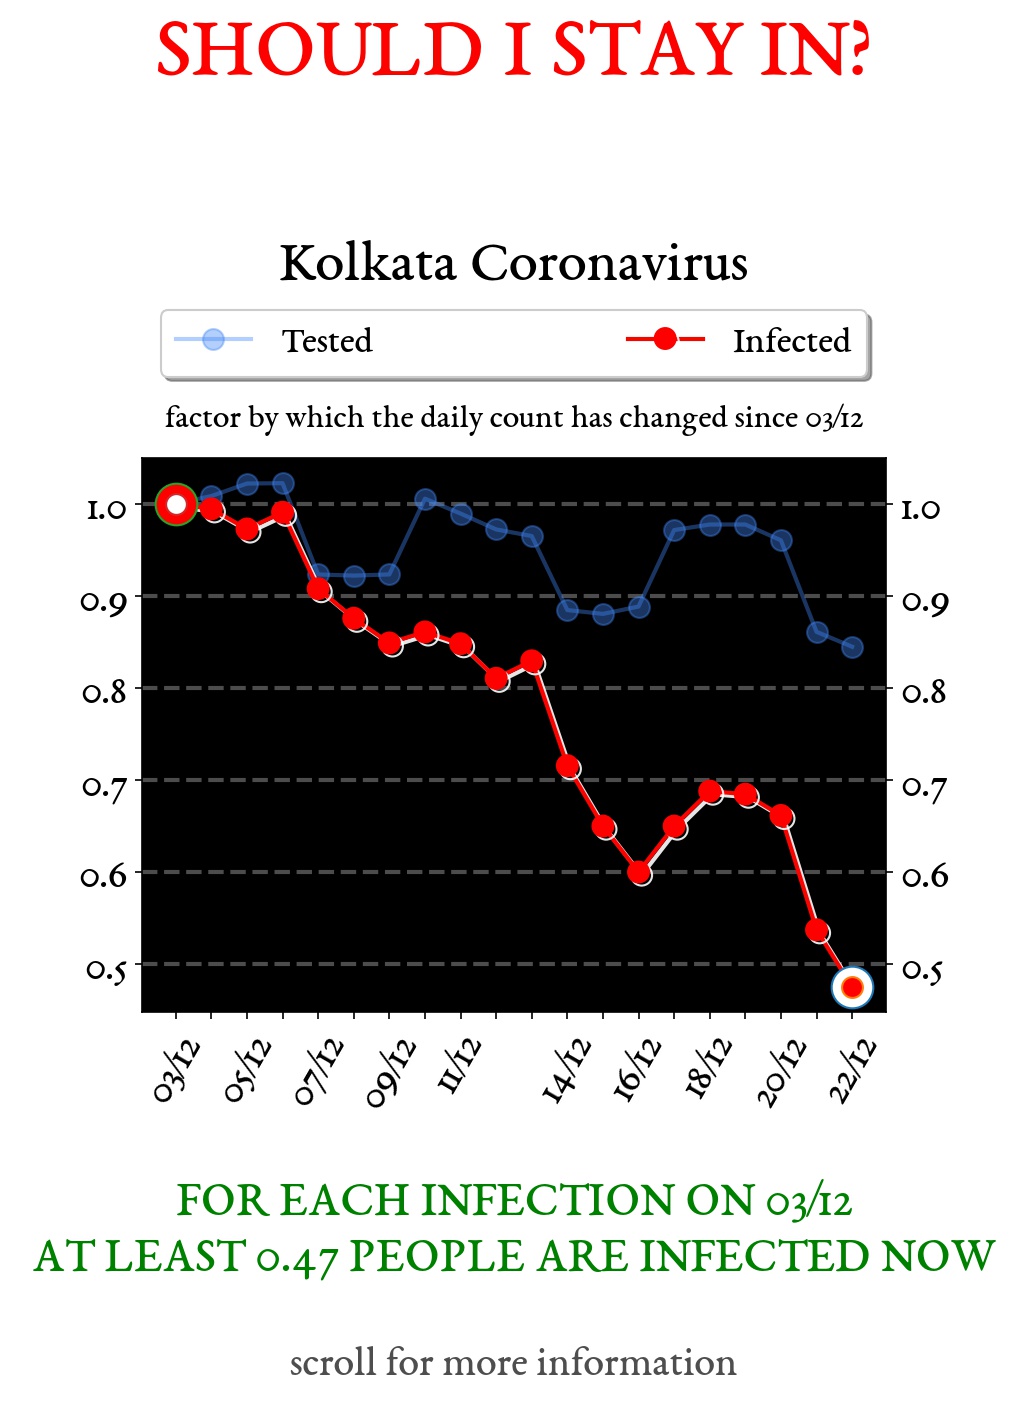 SHOULD I STAY IN?
Kolkata Coronavirus
Tested Infected
factor by which the daily count has changed since 03/12
1.0 1.0
0.9 0.9
0.8 0.8
0.7 0.7
0.6 0.6
0.5 0.5
03/12 05/12 07/12 09/12 11/12 14/12 16/12 18/12 20/12 22/12
FOR EACH INFECTION ON 03/12
AT LEAST 0.47 PEOPLE ARE INFECTED NOW
scroll for more information